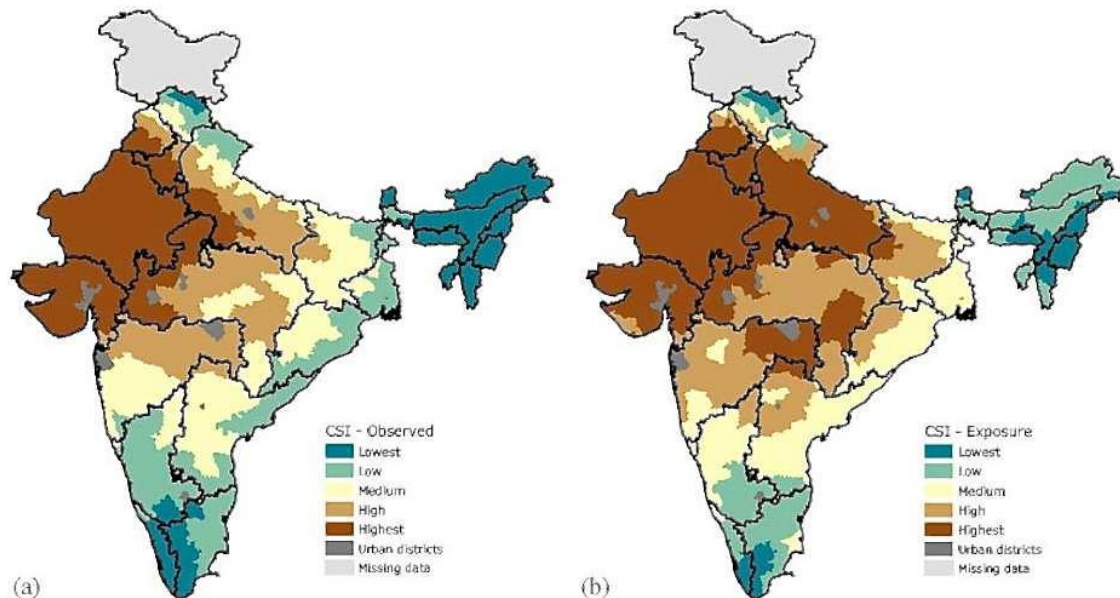 CSI - Observed
Lowest
Low
Medium
High
Highest
Urban districts
Missing data
(a)
CSI - Exposure
Lowest
Low
Medium
High
Highest
Urban districts
Missing data
(b)